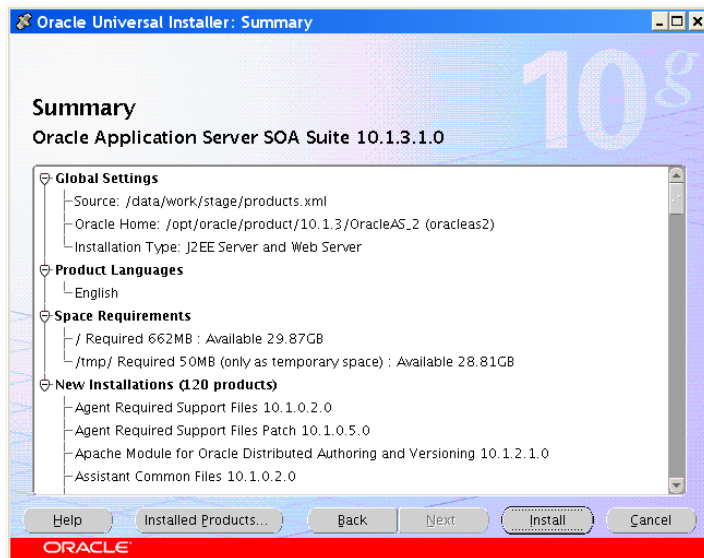 Oracle Universal Installer: Summary
10g
Summary
Oracle Application Server SOA Suite 10.1.3.1.0
Global Settings
Source: /data/work/stage/products.xml
Oracle Home: /opt/oracle/product/10.1.3/OracleAS_2 (oracleas2)
Installation Type: J2EE Server and Web Server
Product Languages
English
Space Requirements
/ Required 662MB : Available 29.87GB
/tmp/ Required 50MB (only as temporary space) : Available 28.81GB
New Installations (120 products)
Agent Required Support Files 10.1.0.2.0
Agent Required Support Files Patch 10.1.0.5.0
Apache Module for Oracle Distributed Authoring and Versioning 10.1.2.1.0
Assistant Common Files 10.1.0.2.0
Help Installed Products... Back Next Install Cancel
ORACLE